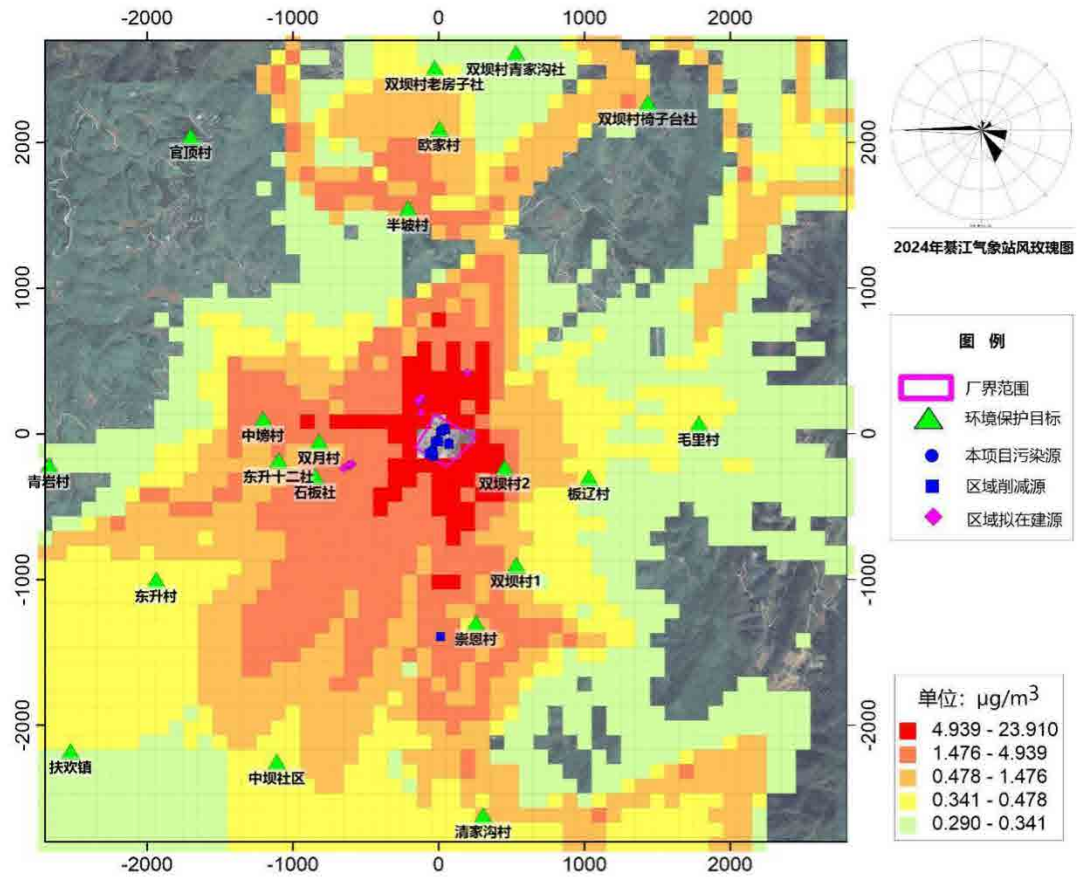 -2000 -1000 0 1000 2000
双坝村青家沟社
双坝村老房子社
双坝村椅子台社
2000 2000
欧家村
官顶村
半坡村
1000 1000
中塝村
毛里村
0 0
双月村
东升十二社
青岩村
石板社
双坝村2
板辽村
双坝村1
-1000 -1000
东升村
崇恩村
-2000 -2000
扶欢镇
中坝社区
清家沟村
-2000 -1000 0 1000 2000
2024年綦江气象站风玫瑰图
图 例
厂界范围
环境保护目标
本项目污染源
区域削减源
区域拟在建源
单位：μg/m³
4.939 - 23.910
1.476 - 4.939
0.478 - 1.476
0.341 - 0.478
0.290 - 0.341